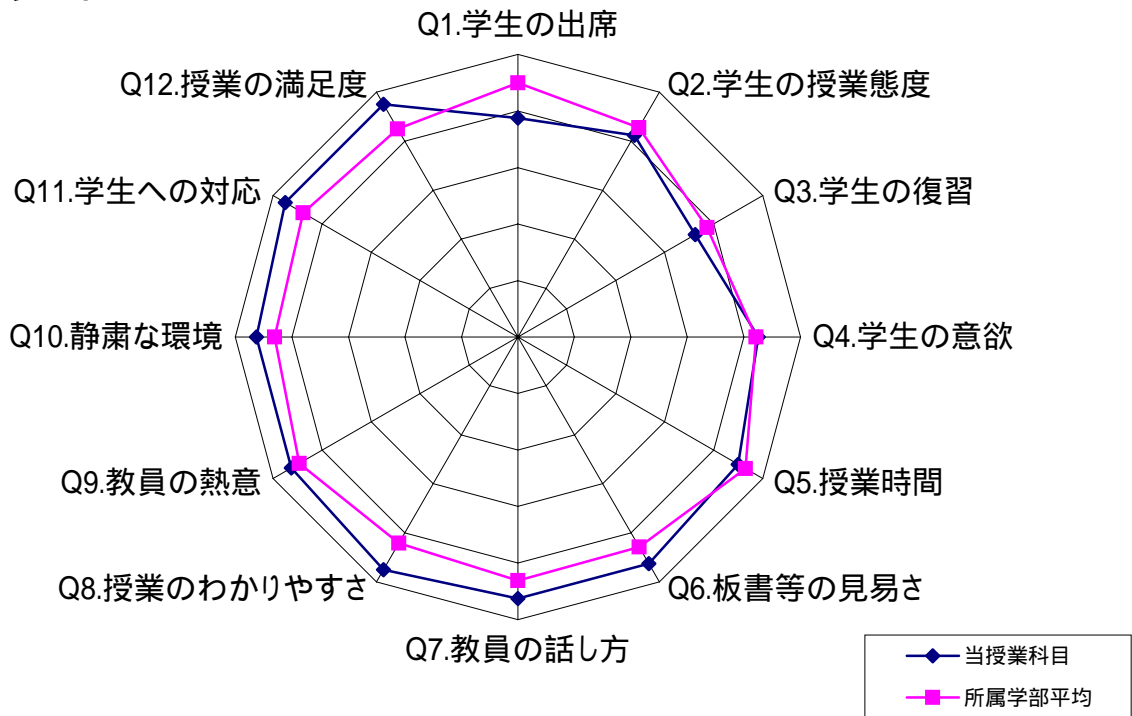 Q1.学生の出席
Q2.学生の授業態度
Q3.学生の復習
Q4.学生の意欲
Q5.授業時間
Q6.板書等の見易さ
Q7.教員の話し方
Q8.授業のわかりやすさ
Q9.教員の熱意
Q10.静粛な環境
Q11.学生への対応
Q12.授業の満足度
当授業科目
所属学部平均